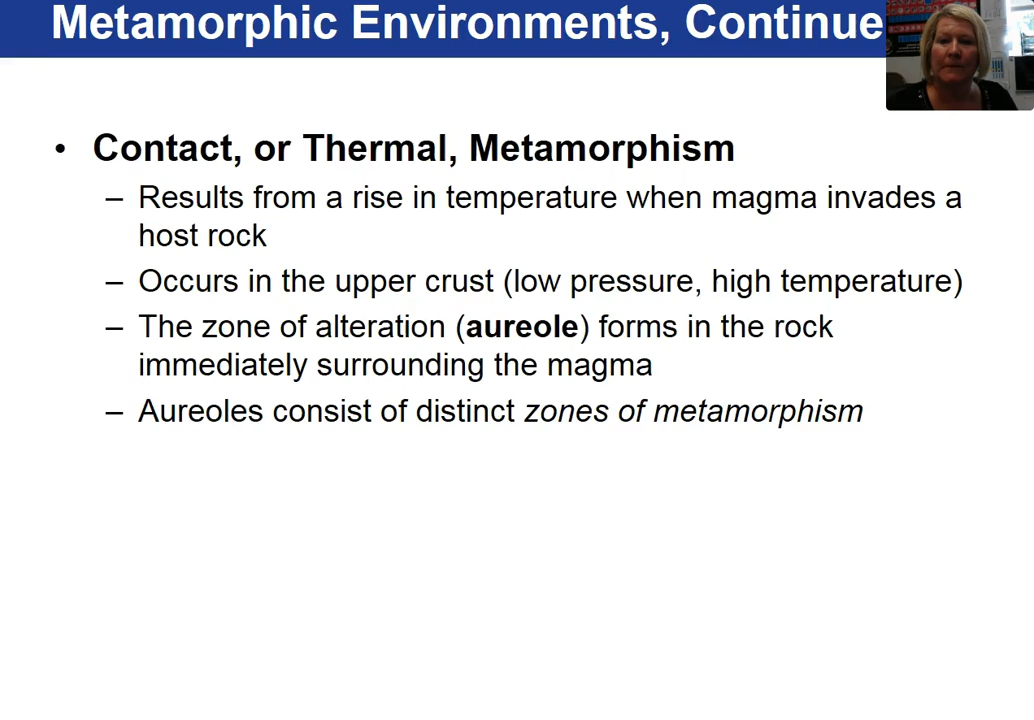 Metamorphic Environments, Continue
• Contact, or Thermal, Metamorphism
– Results from a rise in temperature when magma invades a
host rock
– Occurs in the upper crust (low pressure, high temperature)
– The zone of alteration (aureole) forms in the rock
immediately surrounding the magma
– Aureoles consist of distinct zones of metamorphism